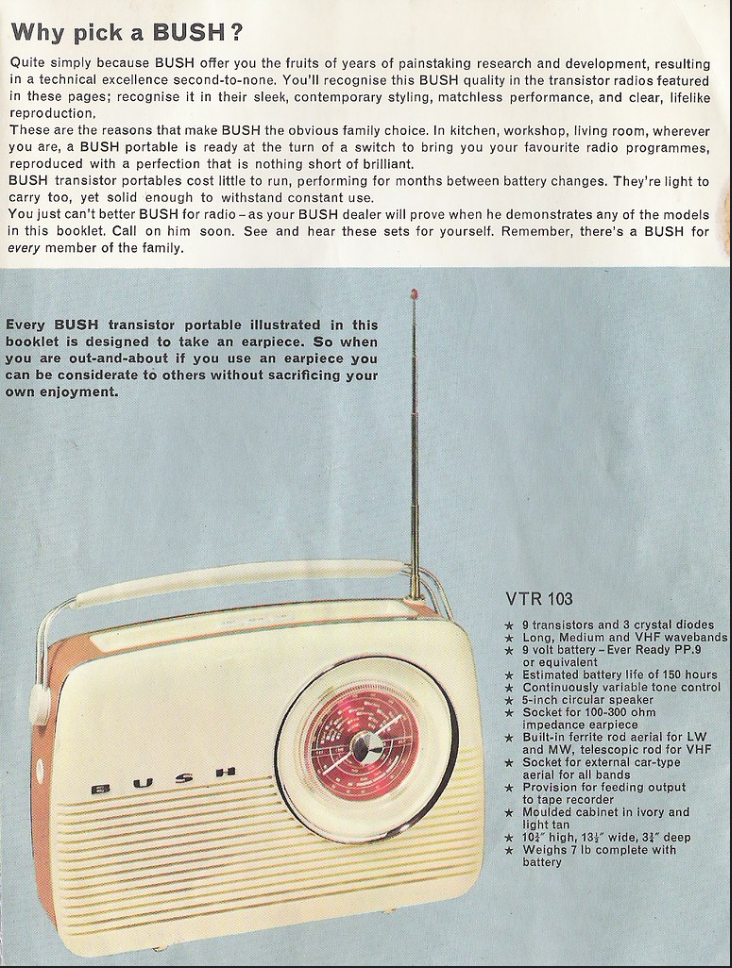 Why pick a BUSH?
Quite simply because BUSH offer you the fruits of years of painstaking research and development, resulting
in a technical excellence second-to-none. You'll recognise this BUSH quality in the transistor radios featured
in these pages; recognise it in their sleek, contemporary styling, matchless performance, and clear, lifelike
reproduction.
These are the reasons that make BUSH the obvious family choice. In kitchen, workshop, living room, wherever
you are, a BUSH portable is ready at the turn of a switch to bring you your favourite radio programmes,
reproduced with a perfection that is nothing short of brilliant.
BUSH transistor portables cost little to run, performing for months between battery changes. They're light to
carry too, yet solid enough to withstand constant use.
You just can't better BUSH for radio – as your BUSH dealer will prove when he demonstrates any of the models
in this booklet. Call on him soon. See and hear these sets for yourself. Remember, there's a BUSH for
every member of the family.
Every BUSH transistor portable illustrated in this
booklet is designed to take an earpiece. So when
you are out-and-about if you use an earpiece you
can be considerate to others without sacrificing your
own enjoyment.
BUSH
VTR 103
★ 9 transistors and 3 crystal diodes
★ Long, Medium and VHF wavebands
★ 9 volt battery – Ever Ready PP.9
or equivalent
★ Estimated battery life of 150 hours
★ Continuously variable tone control
★ 5-inch circular speaker
★ Socket for 100-300 ohm
impedance earpiece
★ Built-in ferrite rod aerial for LW
and MW, telescopic rod for VHF
★ Socket for external car-type
aerial for all bands
★ Provision for feeding output
to tape recorder
★ Moulded cabinet in ivory and
light tan
★ 10¼″ high, 13½″ wide, 3¾″ deep
★ Weighs 7 lb complete with
battery